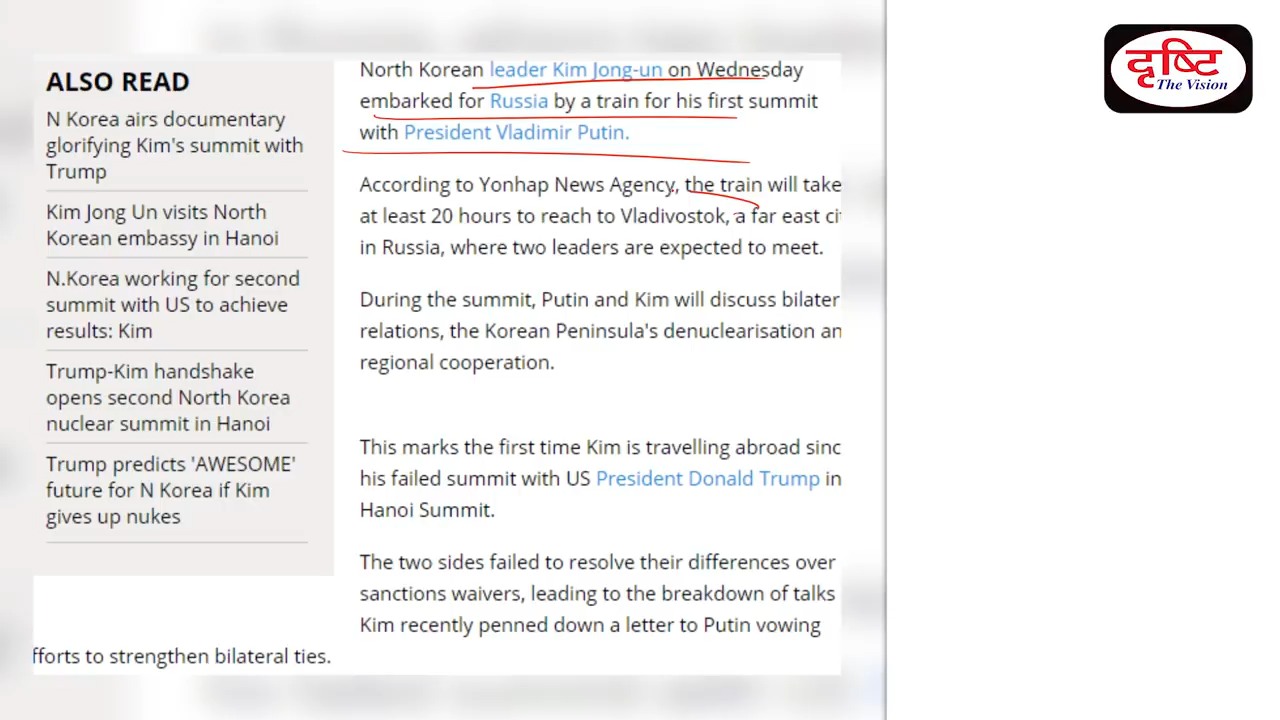 ALSO READ
N Korea airs documentary
glorifying Kim's summit with
Trump
Kim Jong Un visits North
Korean embassy in Hanoi
N.Korea working for second
summit with US to achieve
results: Kim
Trump-Kim handshake
opens second North Korea
nuclear summit in Hanoi
Trump predicts 'AWESOME'
future for N Korea if Kim
gives up nukes
North Korean leader Kim Jong-un on Wednesday
embarked for Russia by a train for his first summit
with President Vladimir Putin.
According to Yonhap News Agency, the train will take
at least 20 hours to reach to Vladivostok, a far east ci
in Russia, where two leaders are expected to meet.
During the summit, Putin and Kim will discuss bilater
relations, the Korean Peninsula's denuclearisation an
regional cooperation.
This marks the first time Kim is travelling abroad sinc
his failed summit with US President Donald Trump in
Hanoi Summit.
The two sides failed to resolve their differences over
sanctions waivers, leading to the breakdown of talks
Kim recently penned down a letter to Putin vowing
fforts to strengthen bilateral ties.
दृष्टि
The Vision